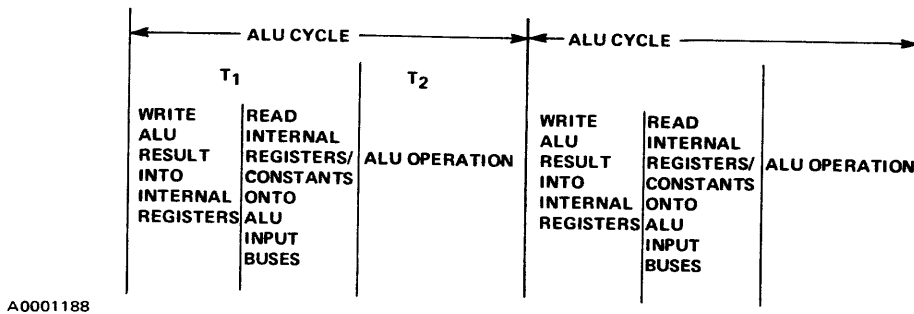 ALU CYCLE
ALU CYCLE
T1
T2
WRITE
ALU
RESULT
INTO
INTERNAL
REGISTERS
READ
INTERNAL
REGISTERS/
CONSTANTS
ONTO
ALU
INPUT
BUSES
ALU OPERATION
WRITE
ALU
RESULT
INTO
INTERNAL
REGISTERS
READ
INTERNAL
REGISTERS/
CONSTANTS
ONTO
ALU
INPUT
BUSES
ALU OPERATION
A0001188